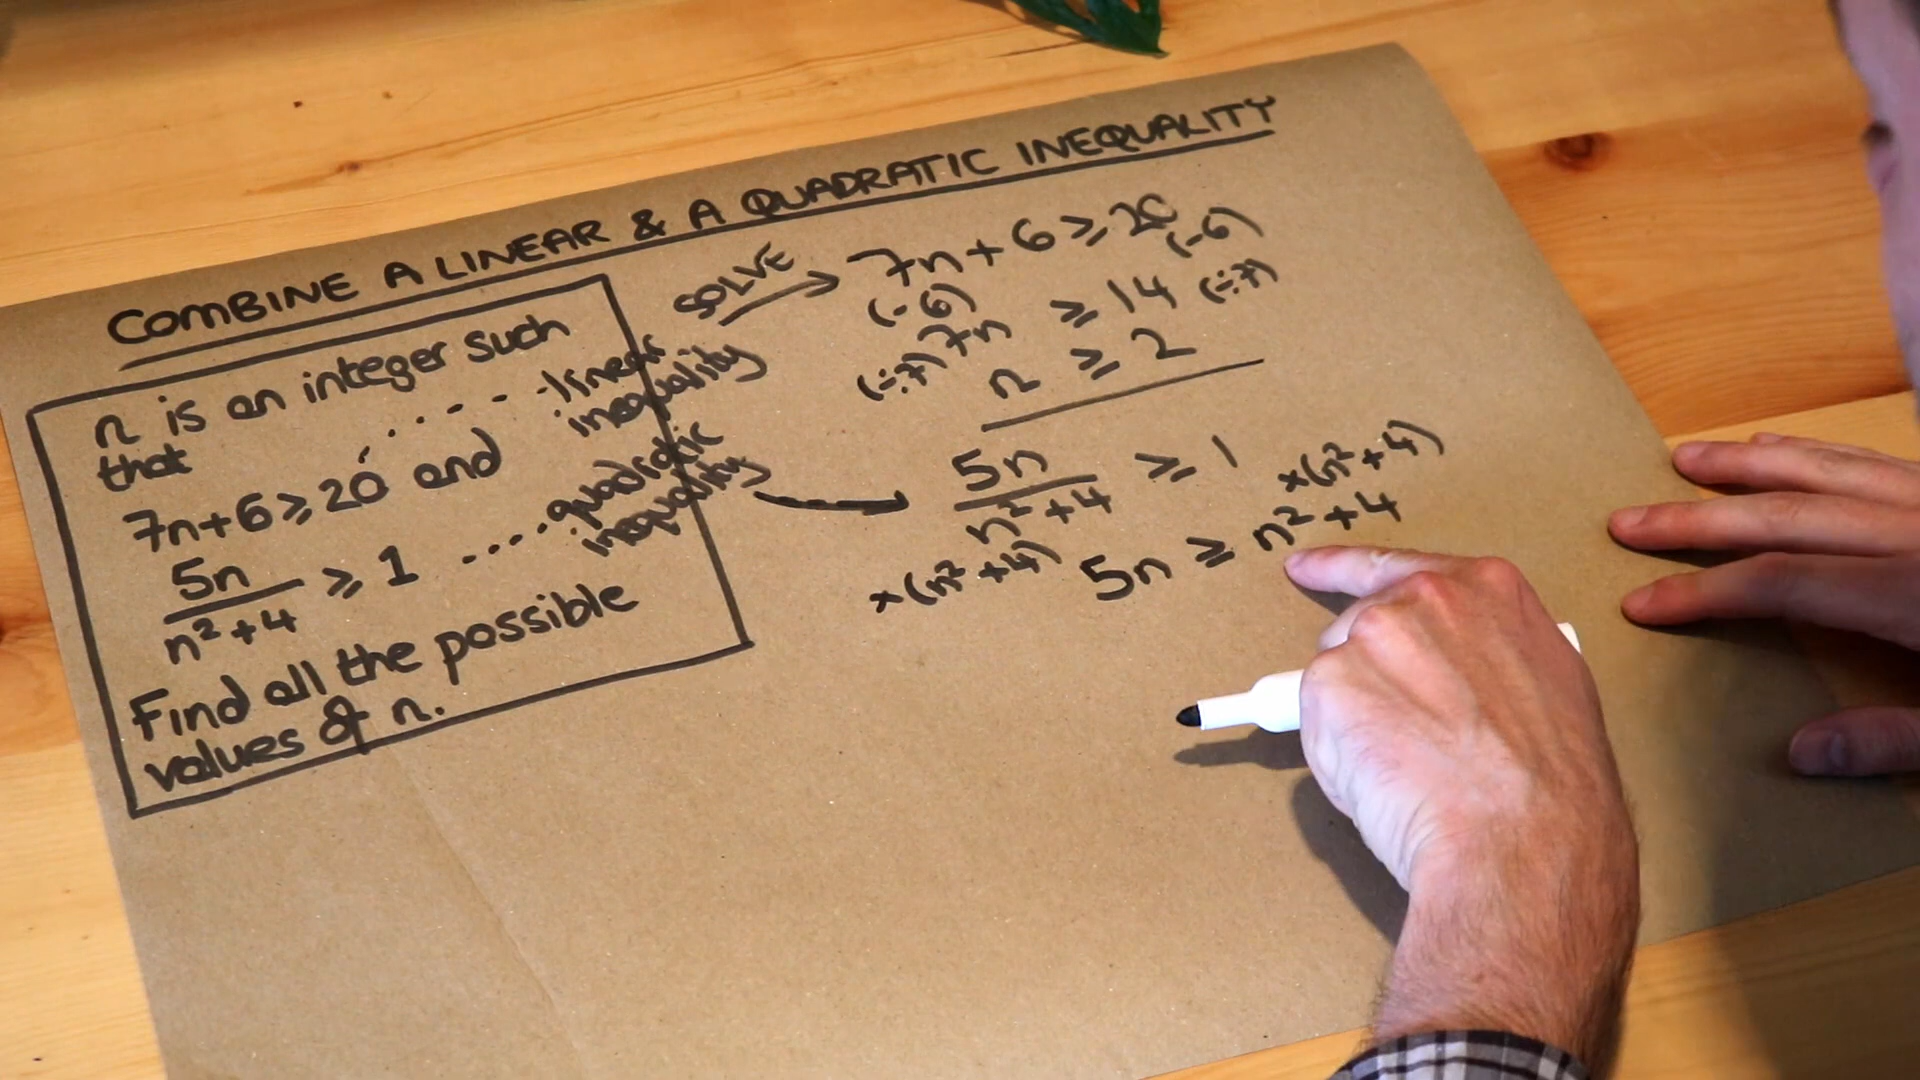 COMBINE A LINEAR & A QUADRATIC INEQUALITY
n is an integer such
that
7n+6≥20 and
..... linear
inequality
5n/(n²+4) ≥ 1
..... quadratic
inequality
Find all the possible
values of n.
SOLVE → 7n+6≥20
(-6) (-6)
7n ≥ 14
(÷7) (÷7)
n ≥ 2
5n/(n²+4) ≥ 1
×(n²+4) ×(n²+4)
5n ≥ n²+4